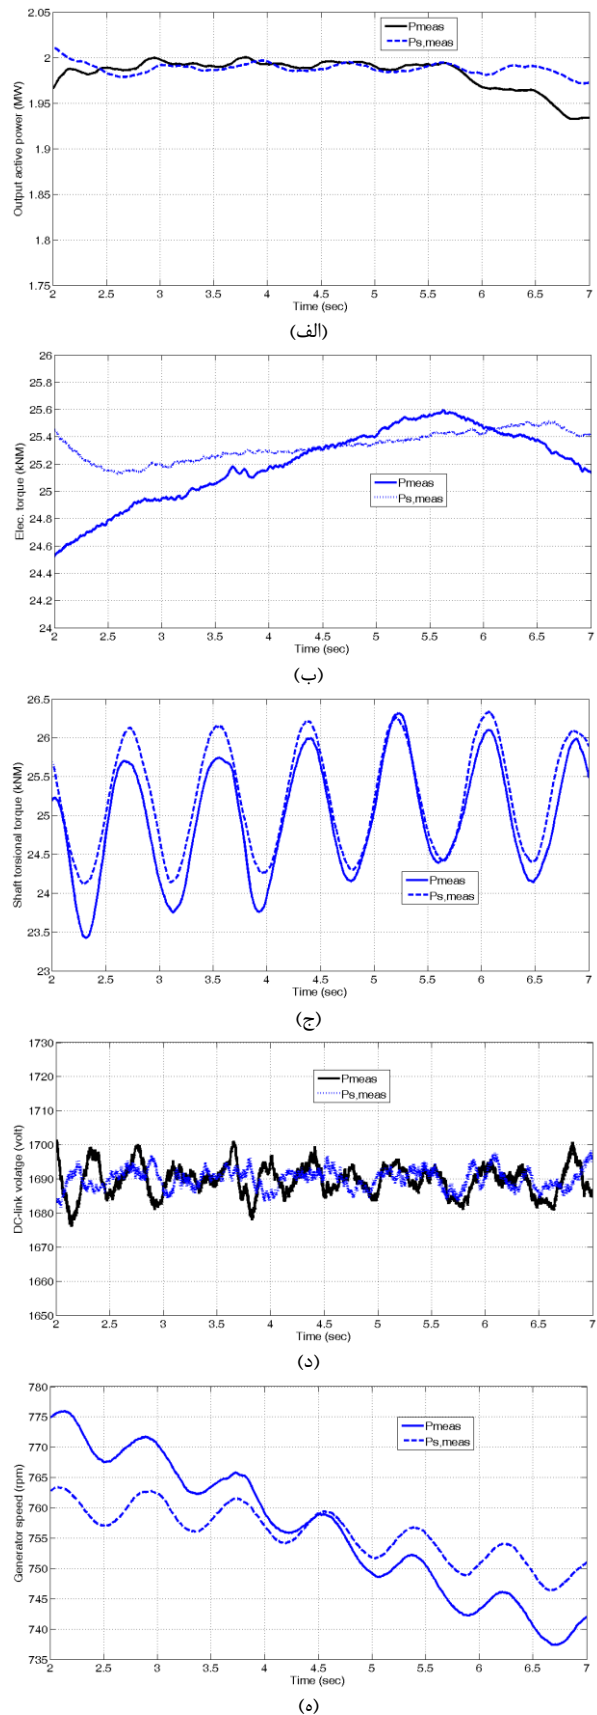 2.05
2
1.95
1.9
1.85
1.8
1.75
Output active power (MW)
Pmeas
Ps,meas
2 2.5 3 3.5 4 4.5 5 5.5 6 6.5 7
Time (sec)
(الف)
26
25.8
25.6
25.4
25.2
25
24.8
24.6
24.4
24.2
24
Elec. torque (kNM)
Pmeas
Ps,meas
2 2.5 3 3.5 4 4.5 5 5.5 6 6.5 7
Time (sec)
(ب)
26.5
26
25.5
25
24.5
24
23.5
23
Shaft torsional torque (kNM)
Pmeas
Ps,meas
2 2.5 3 3.5 4 4.5 5 5.5 6 6.5 7
Time (sec)
(ج)
1730
1720
1710
1700
1690
1680
1670
1660
1650
DC-link volatge (volt)
Pmeas
Ps,meas
2 2.5 3 3.5 4 4.5 5 5.5 6 6.5 7
Time (sec)
(د)
780
775
770
765
760
755
750
745
740
735
Generator speed (rpm)
Pmeas
Ps,meas
2 2.5 3 3.5 4 4.5 5 5.5 6 6.5 7
Time (sec)
(ه)